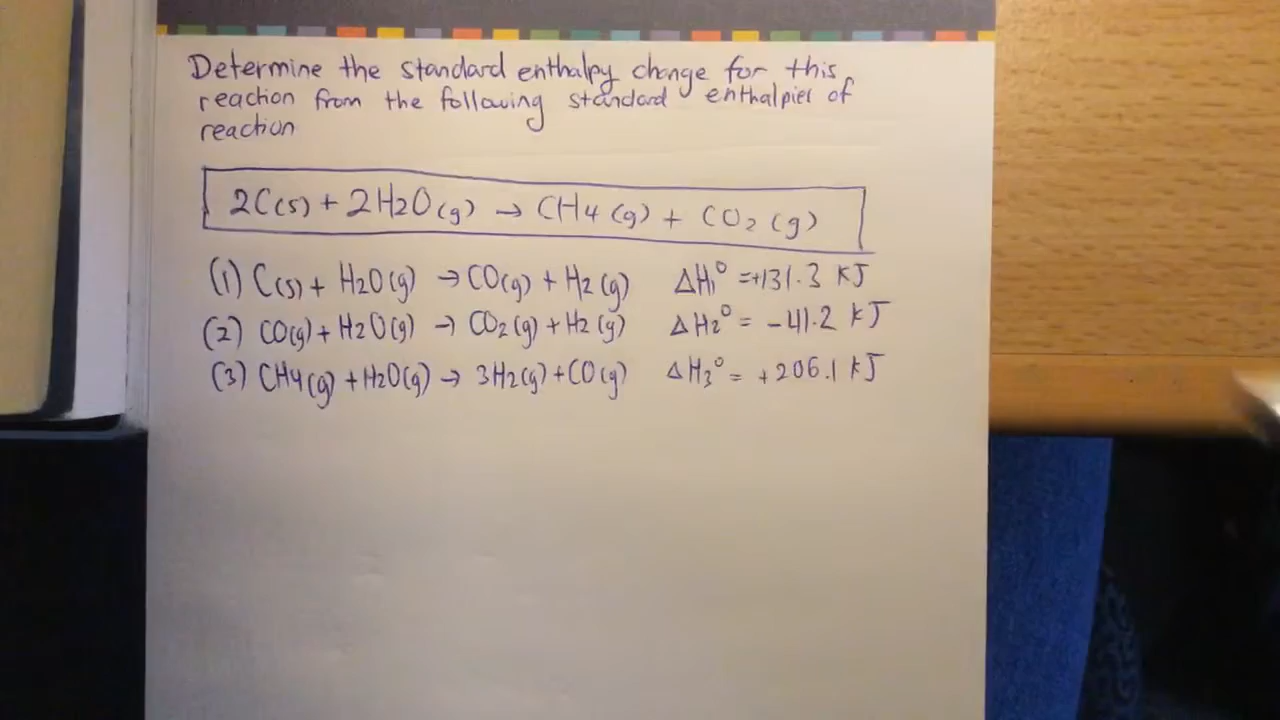 Determine the standard enthalpy change for this
reaction from the following standard enthalpies of
reaction
2C(s) + 2H2O(g) → CH4(g) + CO2(g)
(1) C(s) + H2O(g) → CO(g) + H2(g) ΔH1° = +131.3 kJ
(2) CO(g) + H2O(g) → CO2(g) + H2(g) ΔH2° = -41.2 kJ
(3) CH4(g) + H2O(g) → 3H2(g) + CO(g) ΔH3° = +206.1 kJ